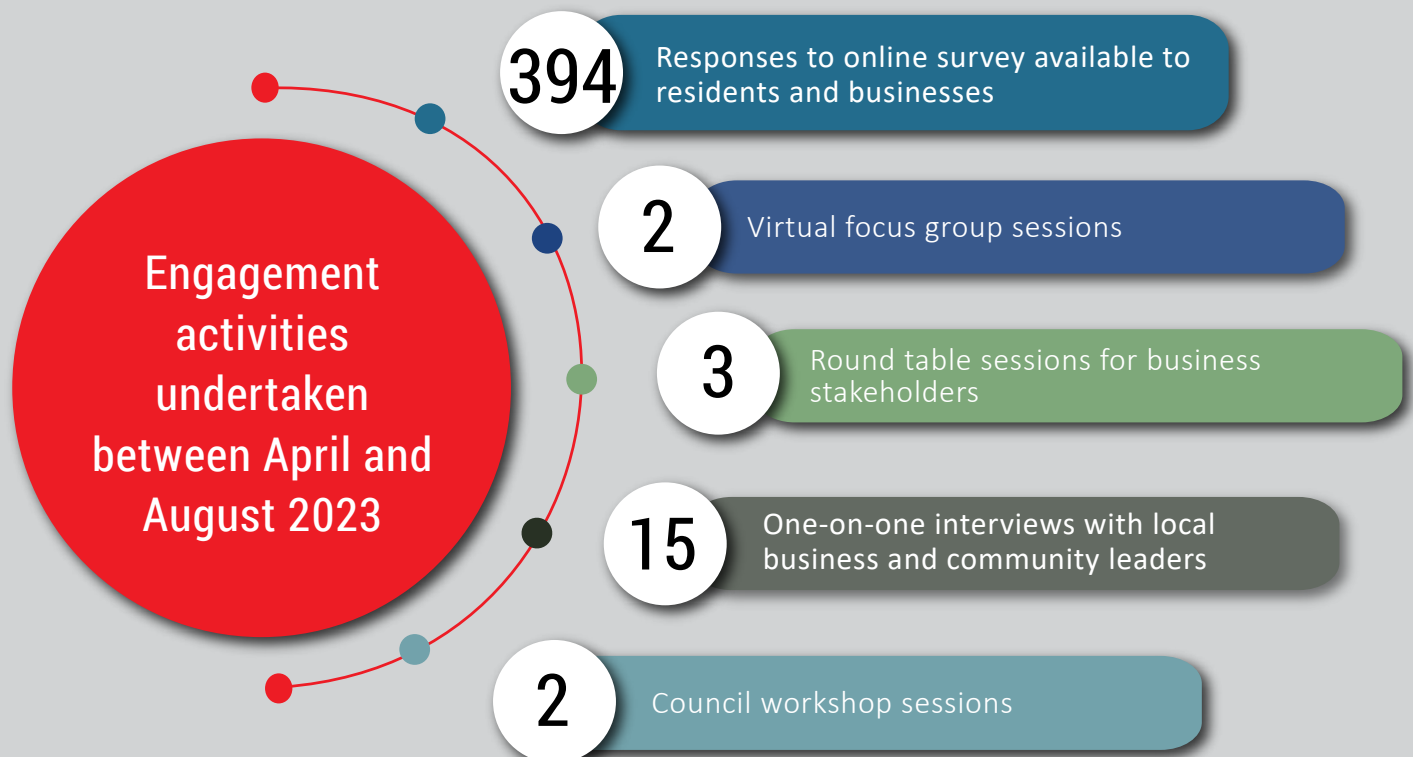 Engagement
activities
undertaken
between April and
August 2023
394
Responses to online survey available to
residents and businesses
2
Virtual focus group sessions
3
Round table sessions for business
stakeholders
15
One-on-one interviews with local
business and community leaders
2
Council workshop sessions